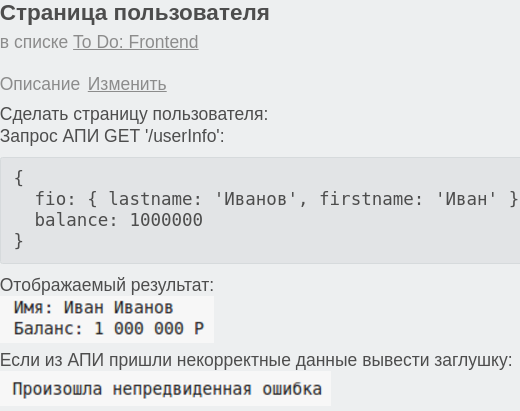 Страница пользователя
в списке To Do: Frontend
Описание Изменить
Сделать страницу пользователя:
Запрос АПИ GET '/userInfo':
{
fio: { lastname: 'Иванов', firstname: 'Иван' }
balance: 1000000
}
Отображаемый результат:
Имя: Иван Иванов
Баланс: 1 000 000 Р
Если из АПИ пришли некорректные данные вывести заглушку:
Произошла непредвиденная ошибка